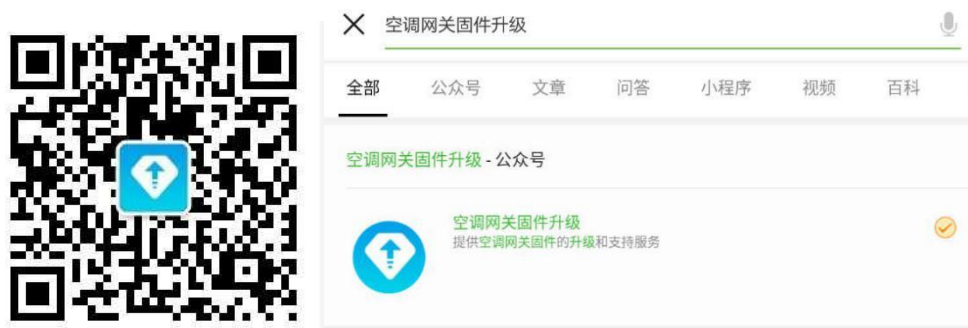 空调网关固件升级
全部 公众号 文章 问答 小程序 视频 百科
空调网关固件升级 - 公众号
空调网关固件升级
提供空调网关固件的升级和支持服务